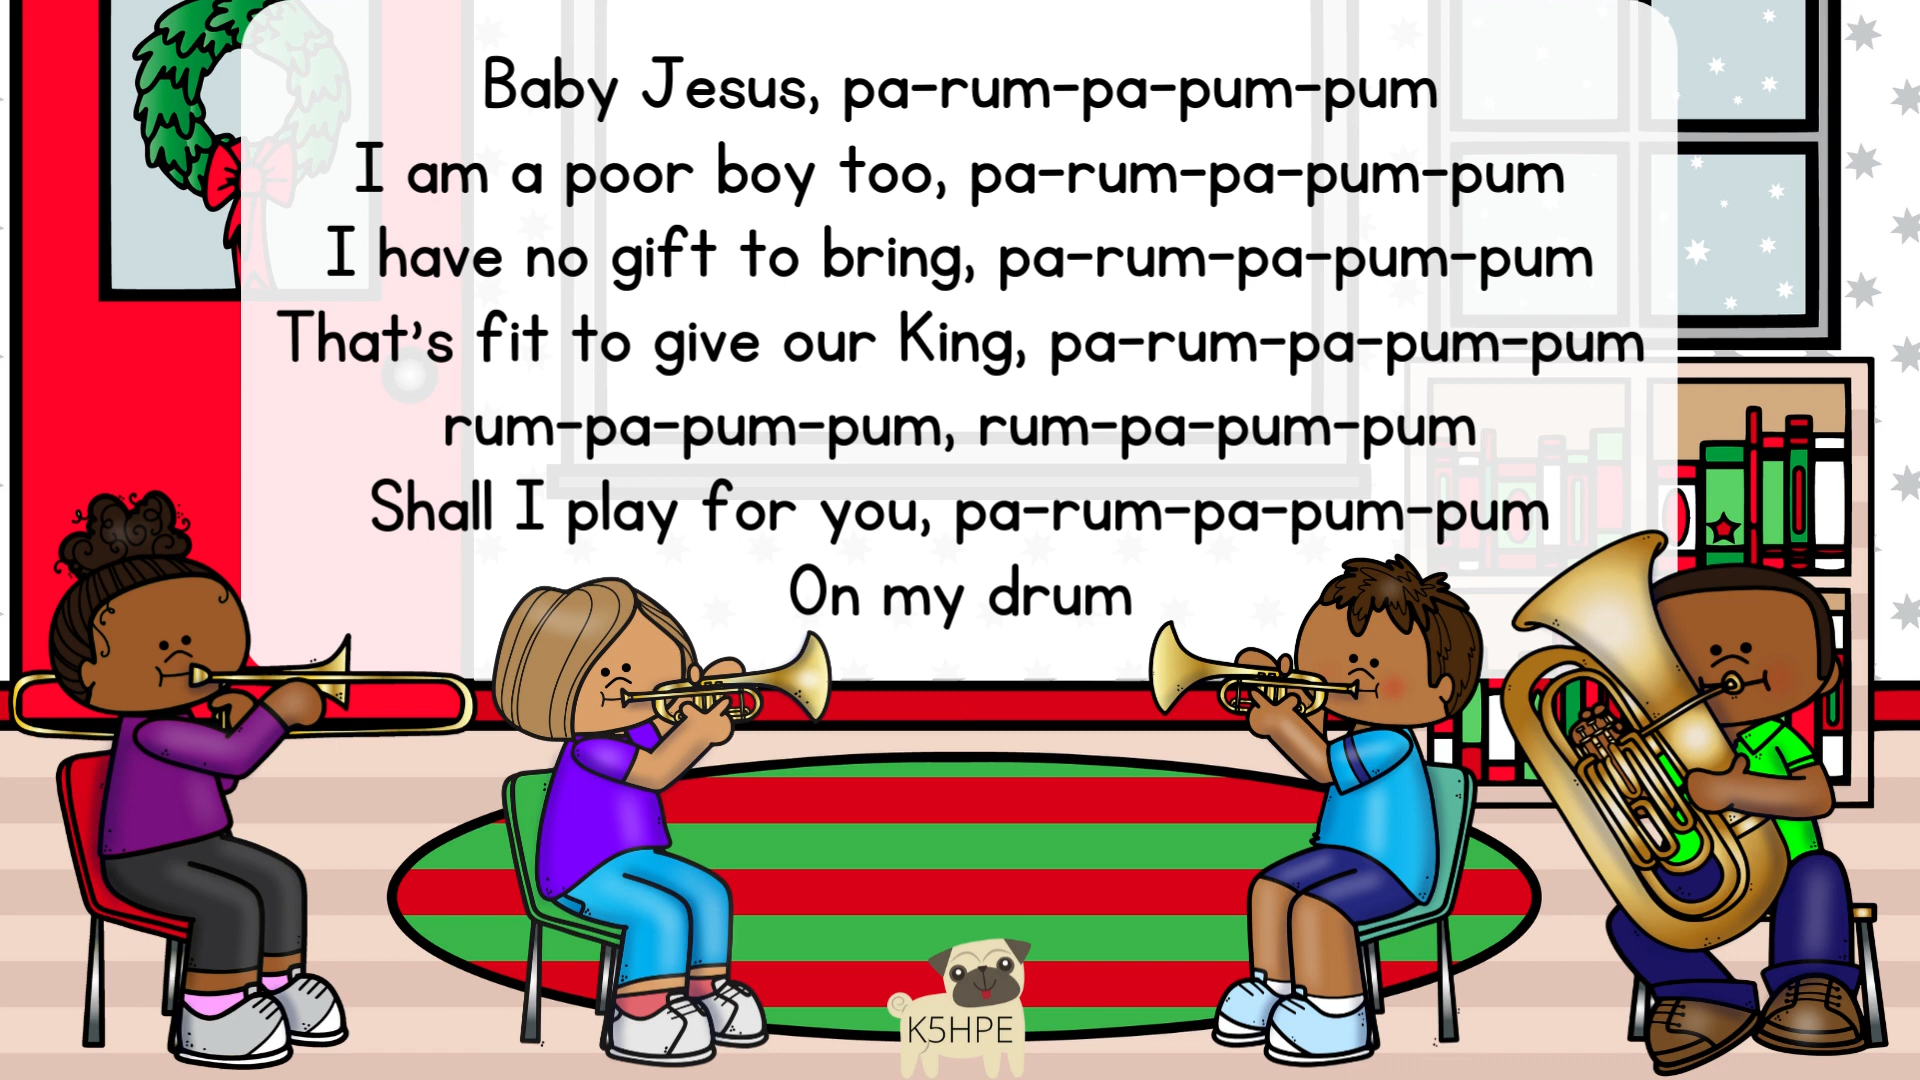 Baby Jesus, pa-rum-pa-pum-pum
I am a poor boy too, pa-rum-pa-pum-pum
I have no gift to bring, pa-rum-pa-pum-pum
That's fit to give our King, pa-rum-pa-pum-pum
rum-pa-pum-pum, rum-pa-pum-pum
Shall I play for you, pa-rum-pa-pum-pum
On my drum
K5HPE